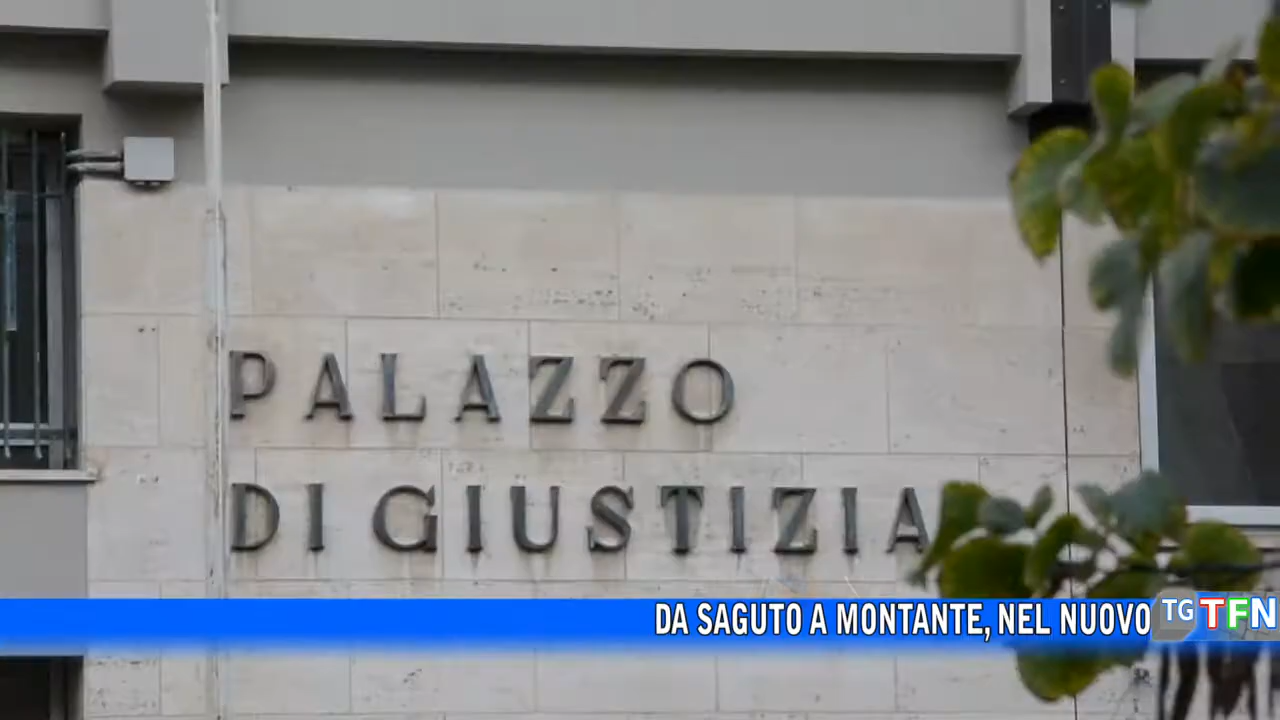 PALAZZO
DI GIUSTIZIA
DA SAGUTO A MONTANTE, NEL NUOVO
TG TFN